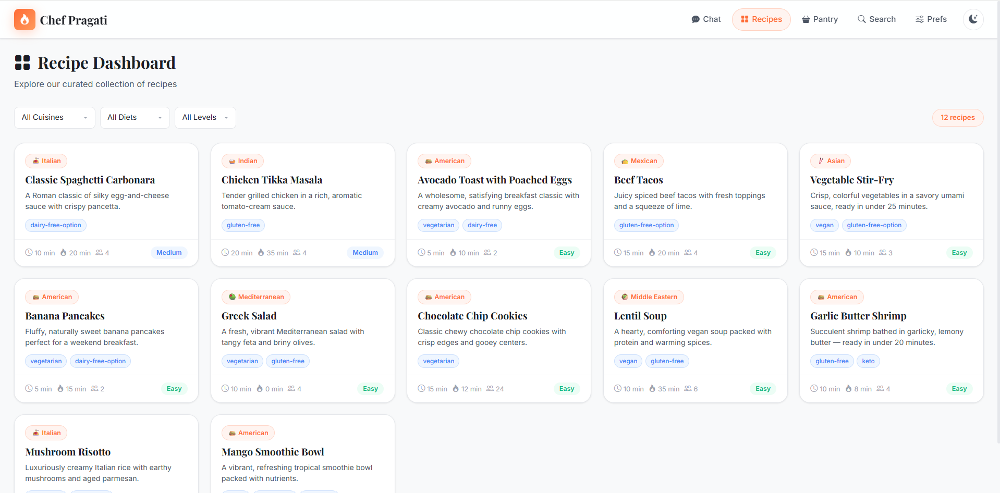 Chef Pragati
Chat
Recipes
Pantry
Search
Prefs
Recipe Dashboard
Explore our curated collection of recipes
All Cuisines
All Diets
All Levels
12 recipes
Italian
Classic Spaghetti Carbonara
A Roman classic of silky egg-and-cheese
sauce with crispy pancetta.
dairy-free-option
10 min 20 min 4
Medium
Indian
Chicken Tikka Masala
Tender grilled chicken in a rich, aromatic
tomato-cream sauce.
gluten-free
20 min 35 min 4
Medium
American
Avocado Toast with Poached Eggs
A wholesome, satisfying breakfast classic with
creamy avocado and runny eggs.
vegetarian dairy-free
5 min 10 min 2
Easy
Mexican
Beef Tacos
Juicy spiced beef tacos with fresh toppings
and a squeeze of lime.
gluten-free-option
15 min 20 min 4
Easy
Asian
Vegetable Stir-Fry
Crisp, colorful vegetables in a savory umami
sauce, ready in under 25 minutes.
vegan gluten-free-option
15 min 10 min 3
Easy
American
Banana Pancakes
Fluffy, naturally sweet banana pancakes
perfect for a weekend breakfast.
vegetarian dairy-free-option
5 min 15 min 2
Easy
Mediterranean
Greek Salad
A fresh, vibrant Mediterranean salad with
tangy feta and briny olives.
vegetarian gluten-free
10 min 0 min 4
Easy
American
Chocolate Chip Cookies
Classic chewy chocolate chip cookies with
crisp edges and gooey centers.
vegetarian
15 min 12 min 24
Easy
Middle Eastern
Lentil Soup
A hearty, comforting vegan soup packed with
protein and warming spices.
vegan gluten-free
10 min 35 min 6
Easy
American
Garlic Butter Shrimp
Succulent shrimp bathed in garlicky, lemony
butter — ready in under 20 minutes.
gluten-free keto
10 min 8 min 4
Easy
Italian
Mushroom Risotto
Luxuriously creamy Italian rice with earthy
mushrooms and aged parmesan.
American
Mango Smoothie Bowl
A vibrant, refreshing tropical smoothie bowl
packed with nutrients.